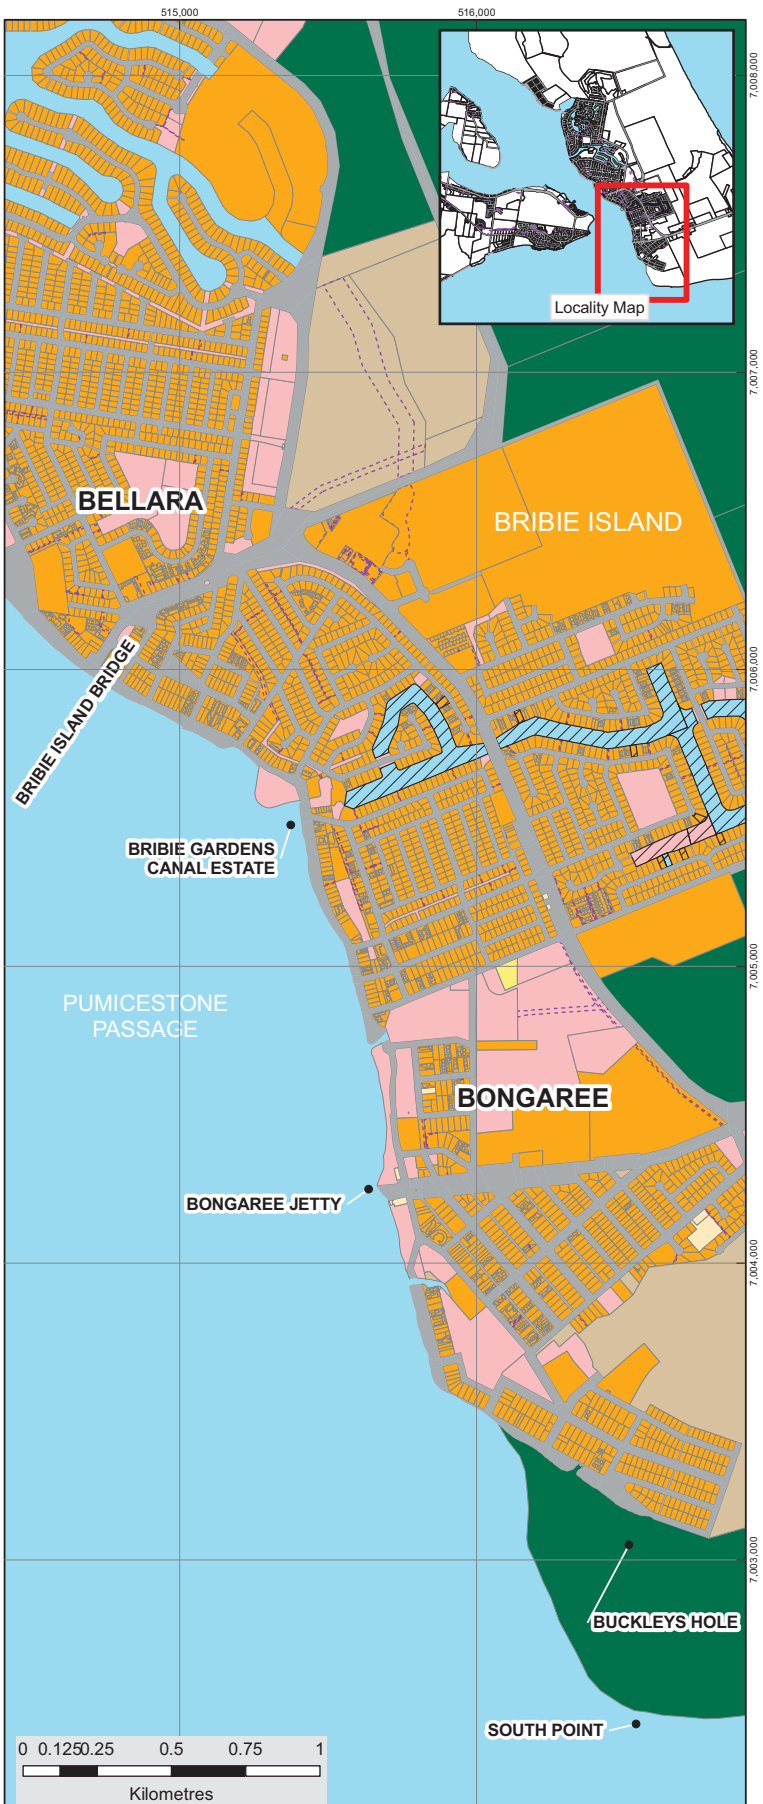 515,000
516,000
7,008,000
Locality Map
7,007,000
BELLARA
BRIBIE ISLAND
7,006,000
BRIBIE ISLAND BRIDGE
BRIBIE GARDENS
CANAL ESTATE
7,005,000
PUMICESTONE
PASSAGE
BONGAREE
BONGAREE JETTY
7,004,000
7,003,000
BUCKLEYS HOLE
SOUTH POINT
0 0.125 0.25 0.5 0.75 1
Kilometres